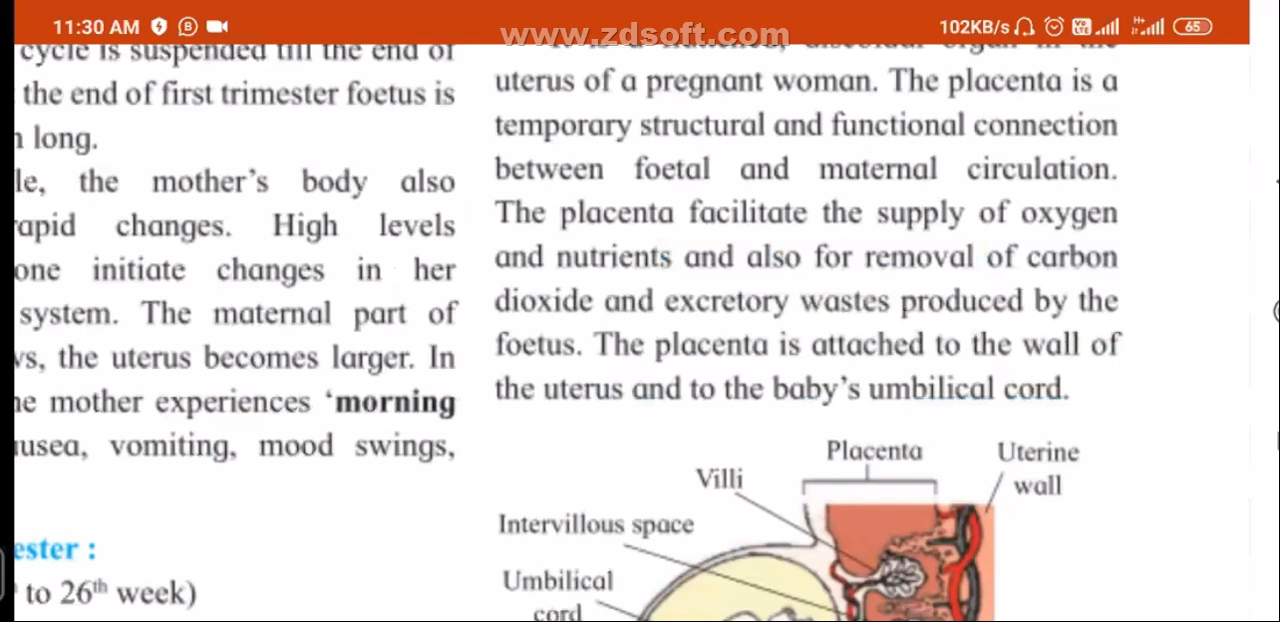 11:30 AM
102KB/s
65
www.zdsoft.com
cycle is suspended till the end of
the end of first trimester foetus is
long.
the mother's body also
changes. High levels
initiate changes in her
system. The maternal part of
the uterus becomes larger. In
mother experiences 'morning
vomiting, mood swings,
to 26th week)
uterus of a pregnant woman. The placenta is a
temporary structural and functional connection
between foetal and maternal circulation.
The placenta facilitate the supply of oxygen
and nutrients and also for removal of carbon
dioxide and excretory wastes produced by the
foetus. The placenta is attached to the wall of
the uterus and to the baby's umbilical cord.
Placenta
Uterine
wall
Villi
Intervillous space
Umbilical
cord